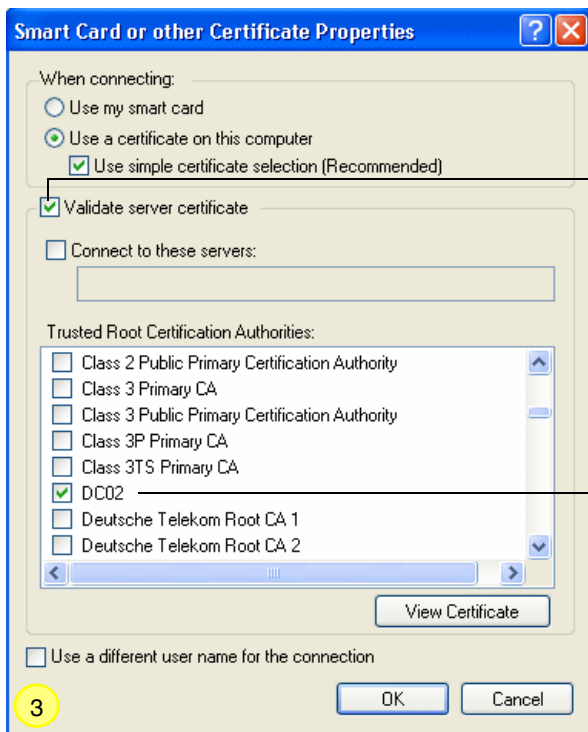 Smart Card or other Certificate Properties
When connecting:
Use my smart card
Use a certificate on this computer
Use simple certificate selection (Recommended)
Validate server certificate
Connect to these servers:
Trusted Root Certification Authorities:
Class 2 Public Primary Certification Authority
Class 3 Primary CA
Class 3 Public Primary Certification Authority
Class 3P Primary CA
Class 3TS Primary CA
DC02
Deutsche Telekom Root CA 1
Deutsche Telekom Root CA 2
View Certificate
Use a different user name for the connection
3
OK
Cancel